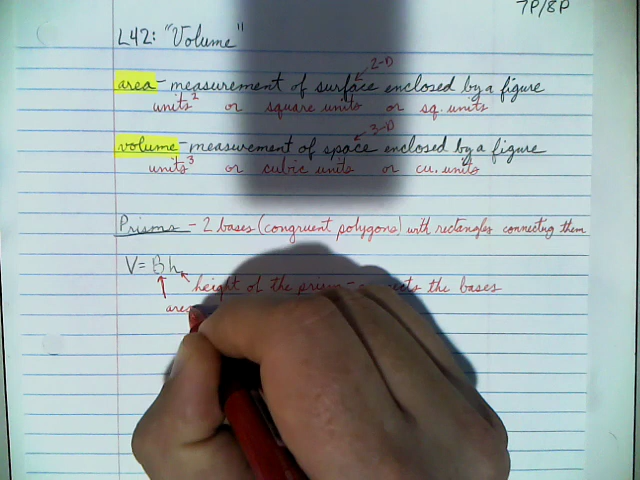 7P/8P
L42: "Volume"
2-D
area - measurement of surface enclosed by a figure
units² or square units or sq. units
3-D
volume - measurement of space enclosed by a figure
units³ or cubic units or cu. units
Prisms - 2 bases (congruent polygons) with rectangles connecting them
V = Bh
height of the prism - connects the bases
area